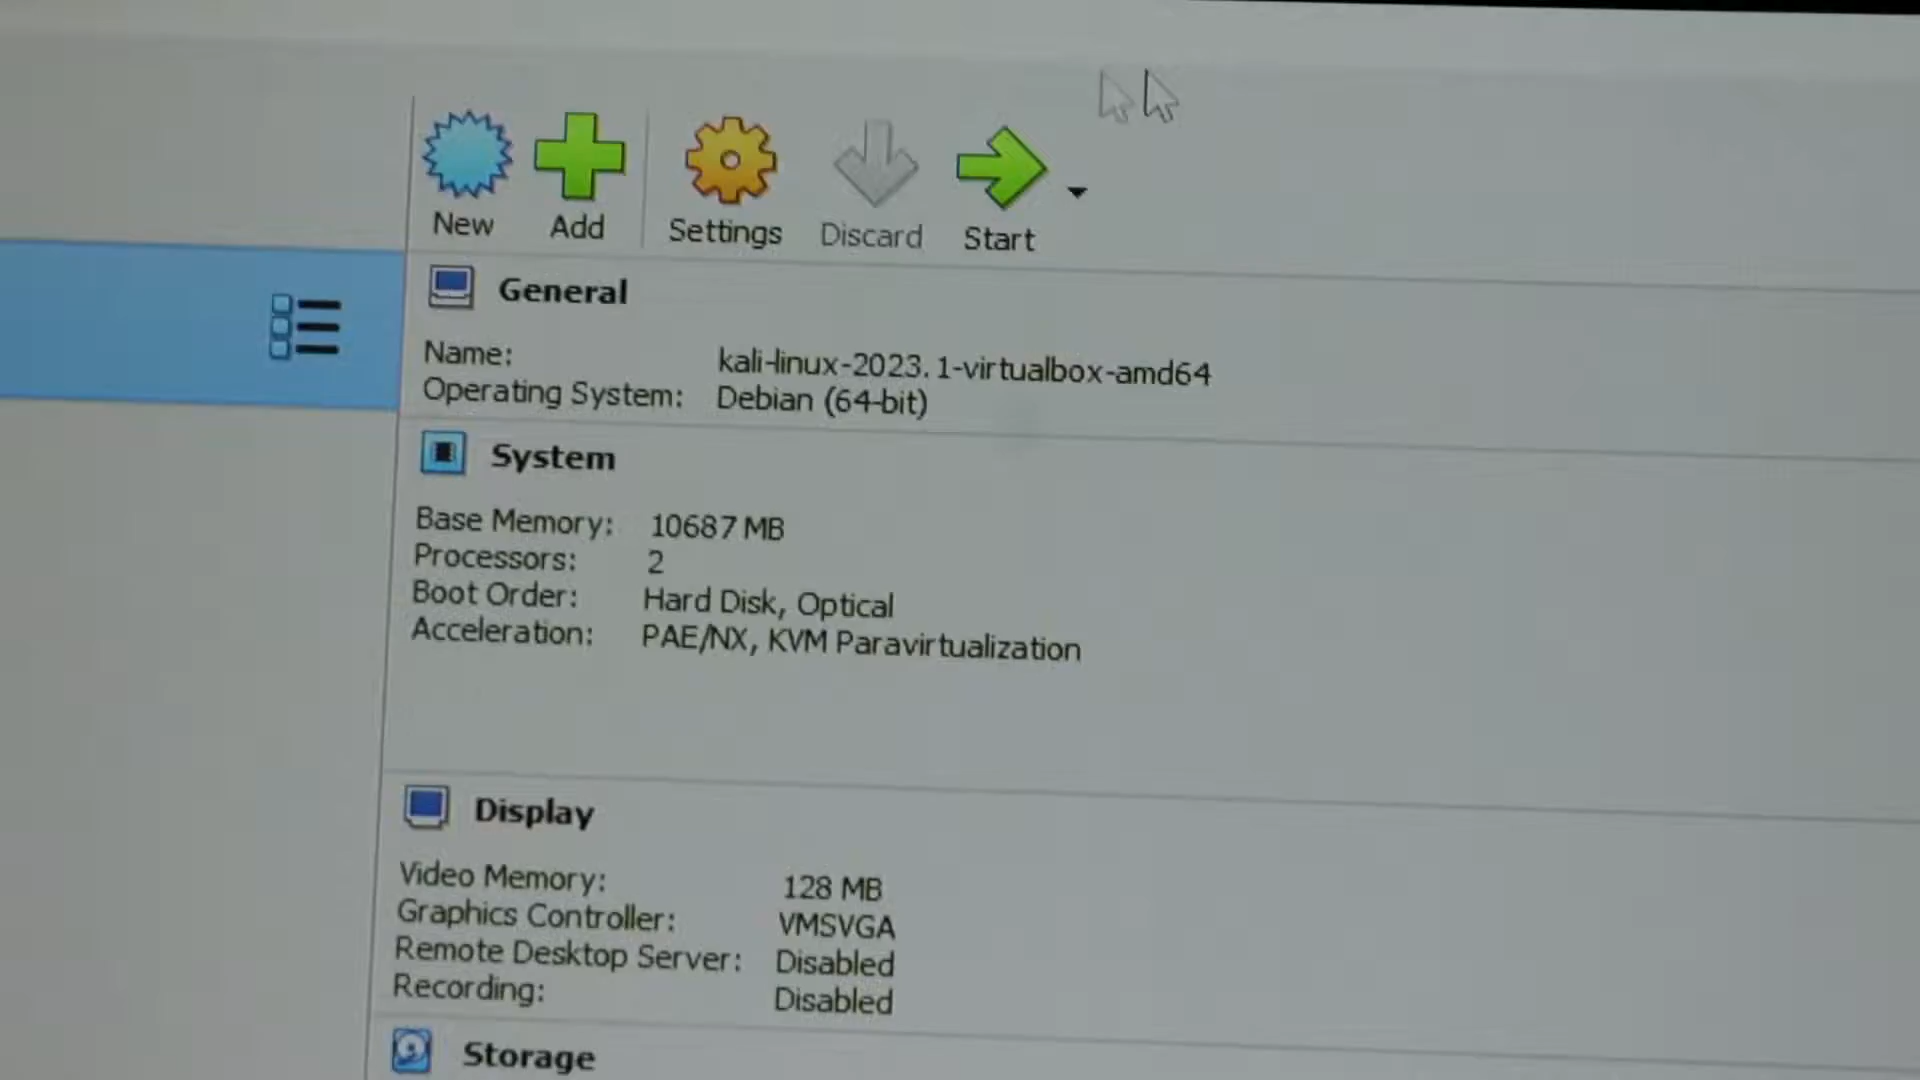 New Add Settings Discard Start
General
Name: kali-linux-2023.1-virtualbox-amd64
Operating System: Debian (64-bit)
System
Base Memory: 10687 MB
Processors: 2
Boot Order: Hard Disk, Optical
Acceleration: PAE/NX, KVM Paravirtualization
Display
Video Memory: 128 MB
Graphics Controller: VMSVGA
Remote Desktop Server: Disabled
Recording: Disabled
Storage